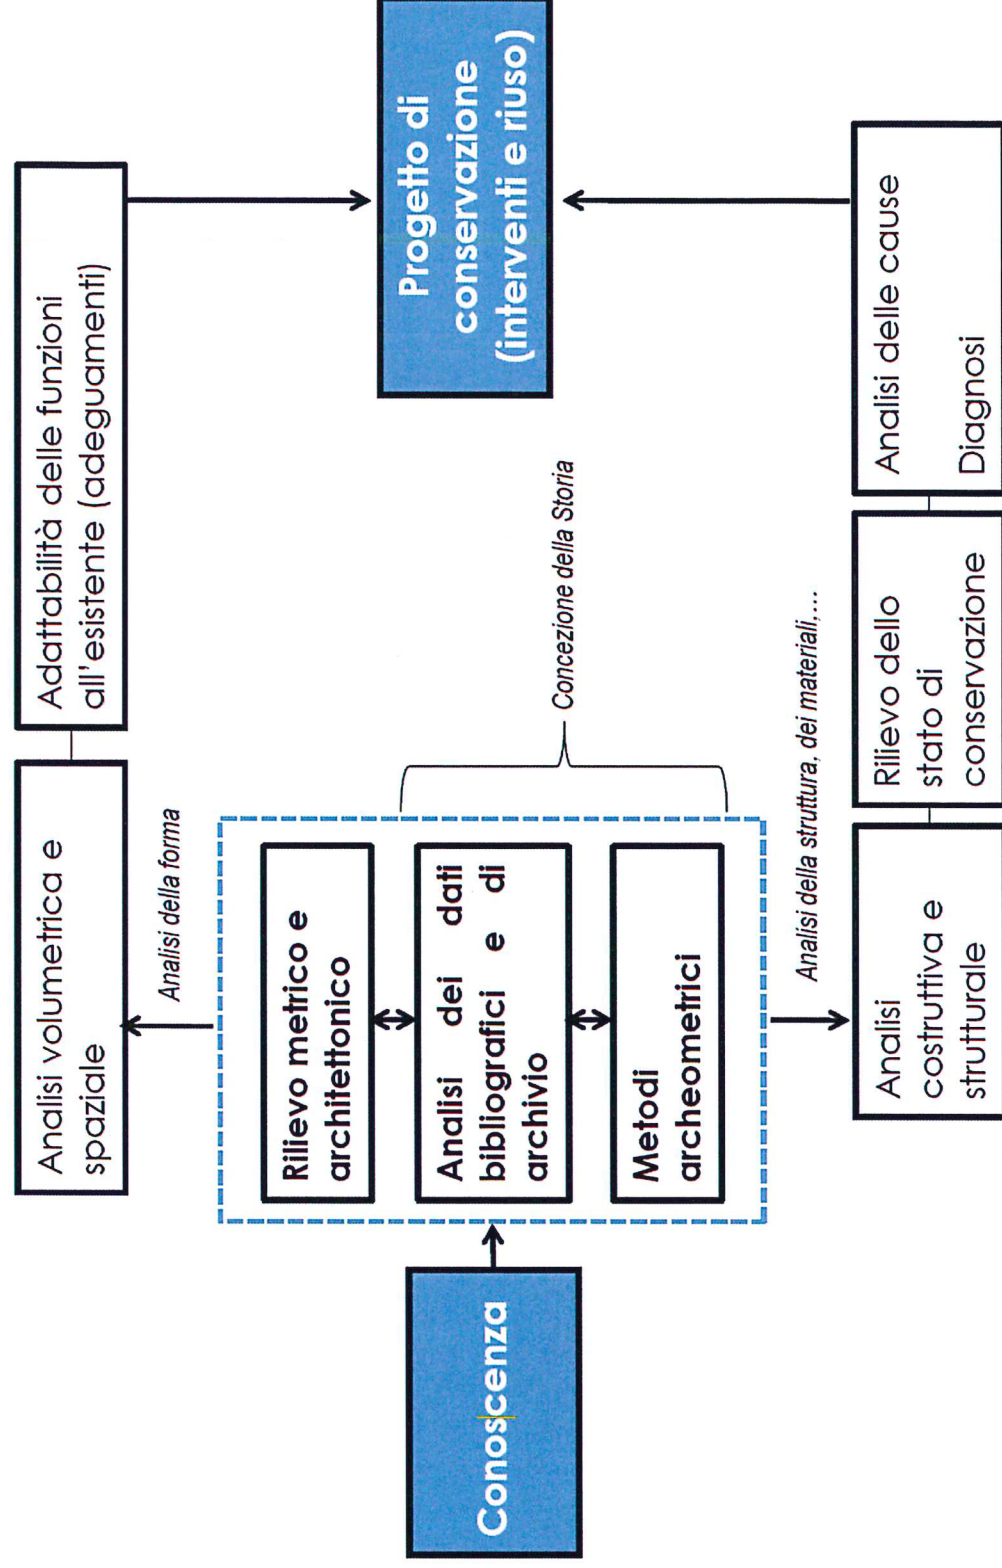 Conoscenza
Analisi volumetrica e
spaziale
Analisi della forma
Rilievo metrico e
architettonico
Analisi dei dati
bibliografici e di
archivio
Metodi
archeometrici
Concezione della Storia
Analisi della struttura, dei materiali,...
Analisi
costruttiva e
strutturale
Rilievo dello
stato di
conservazione
Analisi delle cause
Diagnosi
Adattabilità delle funzioni
all'esistente (adeguamenti)
Progetto di
conservazione
(interventi e riuso)